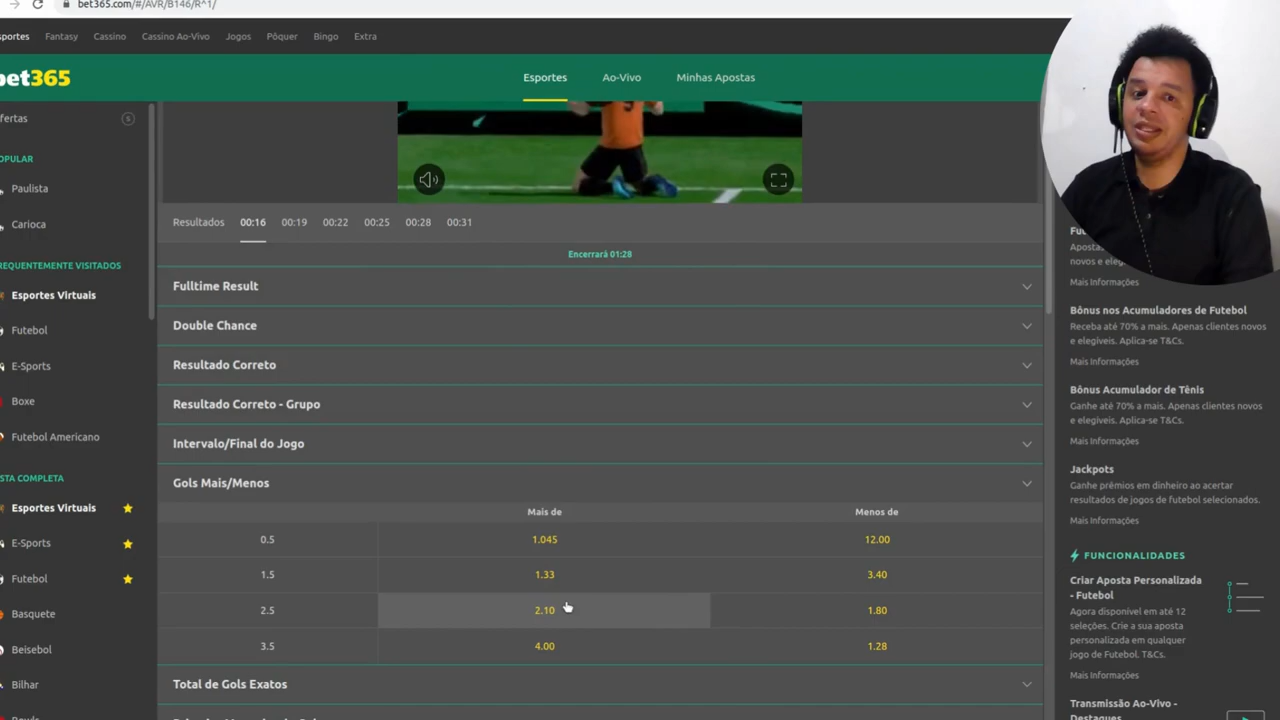 bet365.com/#/AVR/B146/R^1/
Fantasy Cassino Cassino Ao-Vivo Jogos Pôquer Bingo Extra
bet365
Esportes Ao-Vivo Minhas Apostas
Paulista
Carioca
Esportes Virtuais
Futebol
E-Sports
Boxe
Futebol Americano
Esportes Virtuais
E-Sports
Futebol
Basquete
Beisebol
Bilhar
Resultados 00:16 00:19 00:22 00:25 00:28 00:31
Encerrará 01:28
Fulltime Result
Double Chance
Resultado Correto
Resultado Correto - Grupo
Intervalo/Final do Jogo
Gols Mais/Menos
Mais de Menos de
0.5 1.045 12.00
1.5 1.33 3.40
2.5 2.10 1.80
3.5 4.00 1.28
Total de Gols Exatos
novos e
Mais Informações
Bônus nos Acumuladores de Futebol
Receba até 70% a mais. Apenas clientes novos
e elegíveis. Aplica-se T&Cs.
Mais Informações
Bônus Acumulador de Tênis
Ganhe até 70% a mais. Apenas clientes novos
e elegíveis. Aplica-se T&Cs.
Mais Informações
Jackpots
Ganhe prêmios em dinheiro ao acertar
resultados de jogos de futebol selecionados.
Mais Informações
FUNCIONALIDADES
Criar Aposta Personalizada
- Futebol
Agora disponível em até 12
seleções. Crie a sua aposta
personalizada em qualquer
jogo de Futebol. T&Cs.
Mais Informações
Transmissão Ao-Vivo -
Destaques